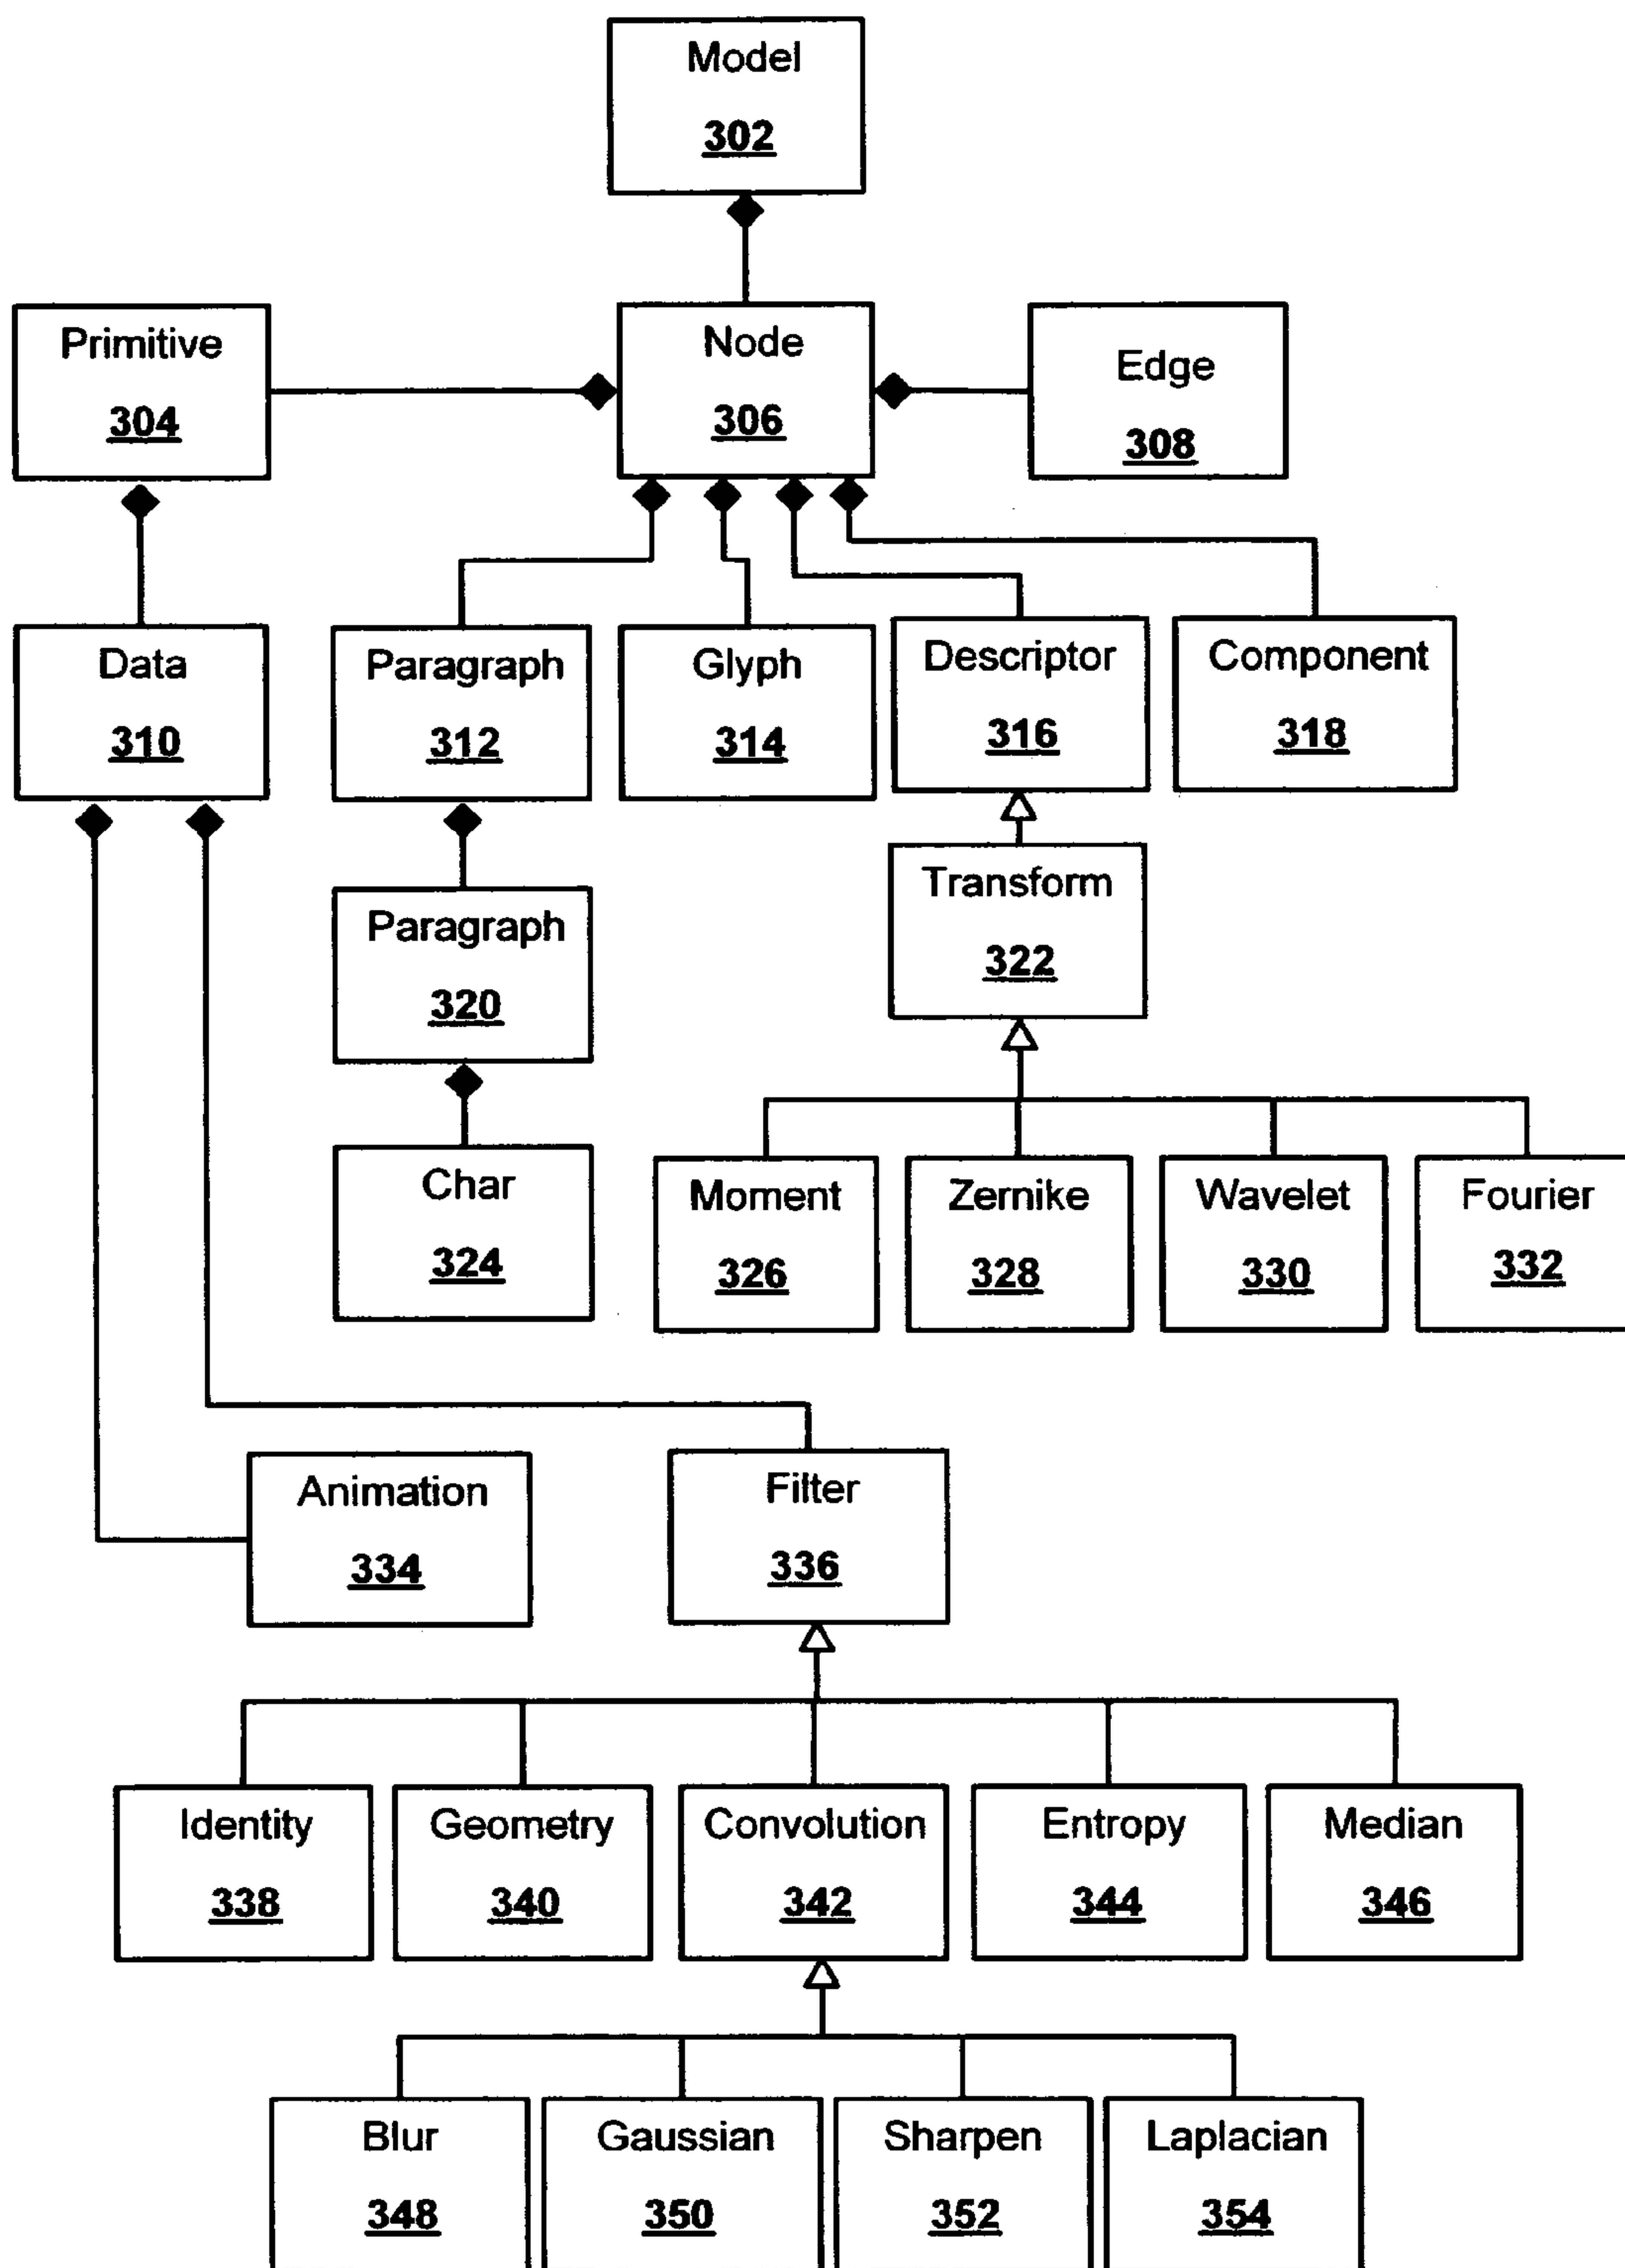 Model
302
Primitive
304
Node
306
Edge
308
Data
310
Paragraph
312
Glyph
314
Descriptor
316
Component
318
Paragraph
320
Transform
322
Char
324
Moment
326
Zernike
328
Wavelet
330
Fourier
332
Animation
334
Filter
336
Identity
338
Geometry
340
Convolution
342
Entropy
344
Median
346
Blur
348
Gaussian
350
Sharpen
352
Laplacian
354